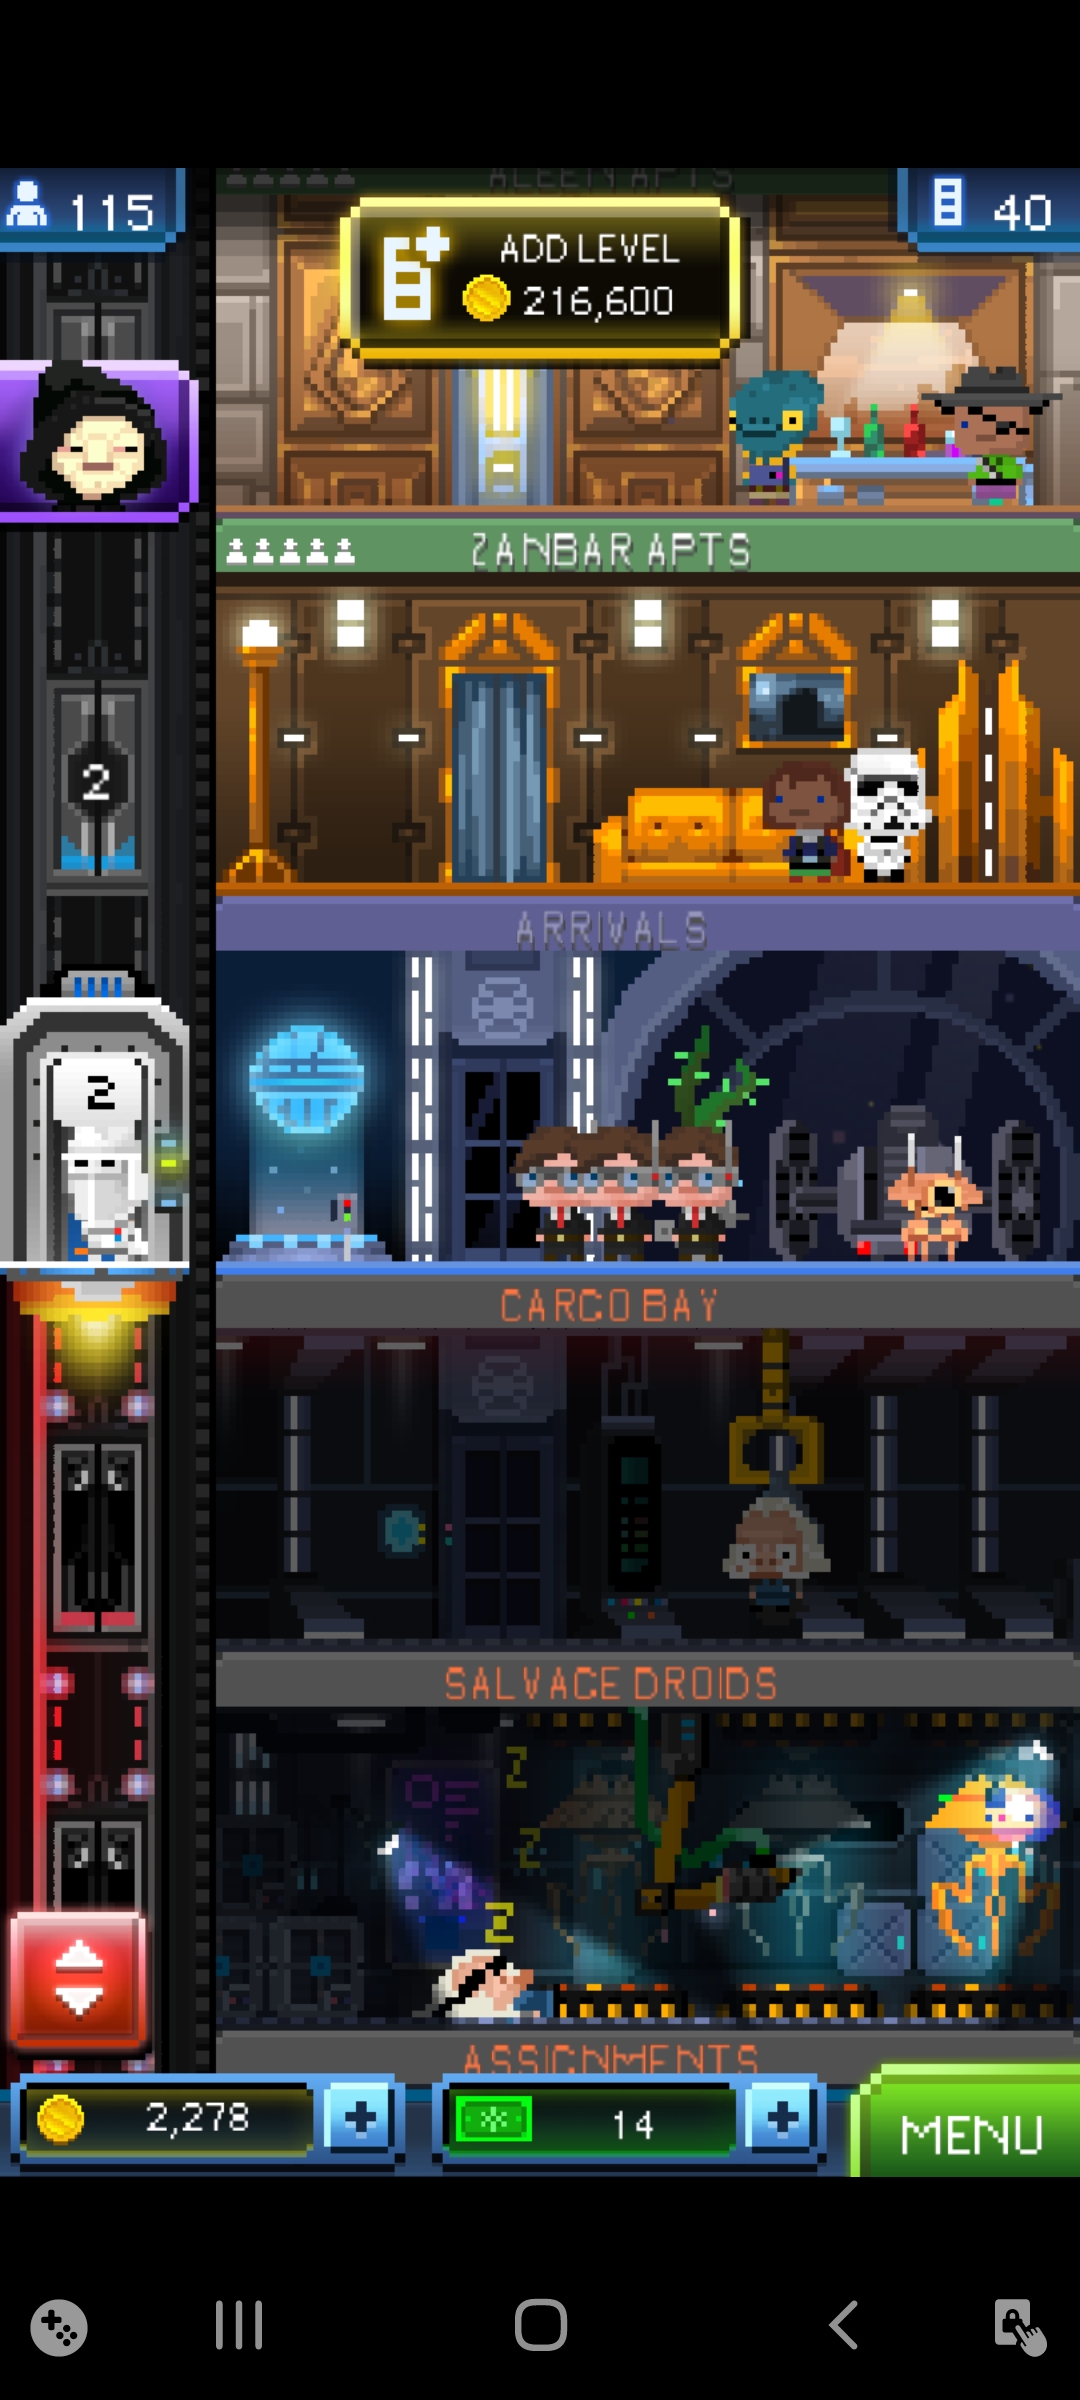 ALEEN APTS
115
40
ADD LEVEL
216,600
ZANBAR APTS
2
ARRIVALS
2
CARGO BAY
SALVAGE DROIDS
Z
Z
Z
ASSIGNMENTS
2,278
14
MENU